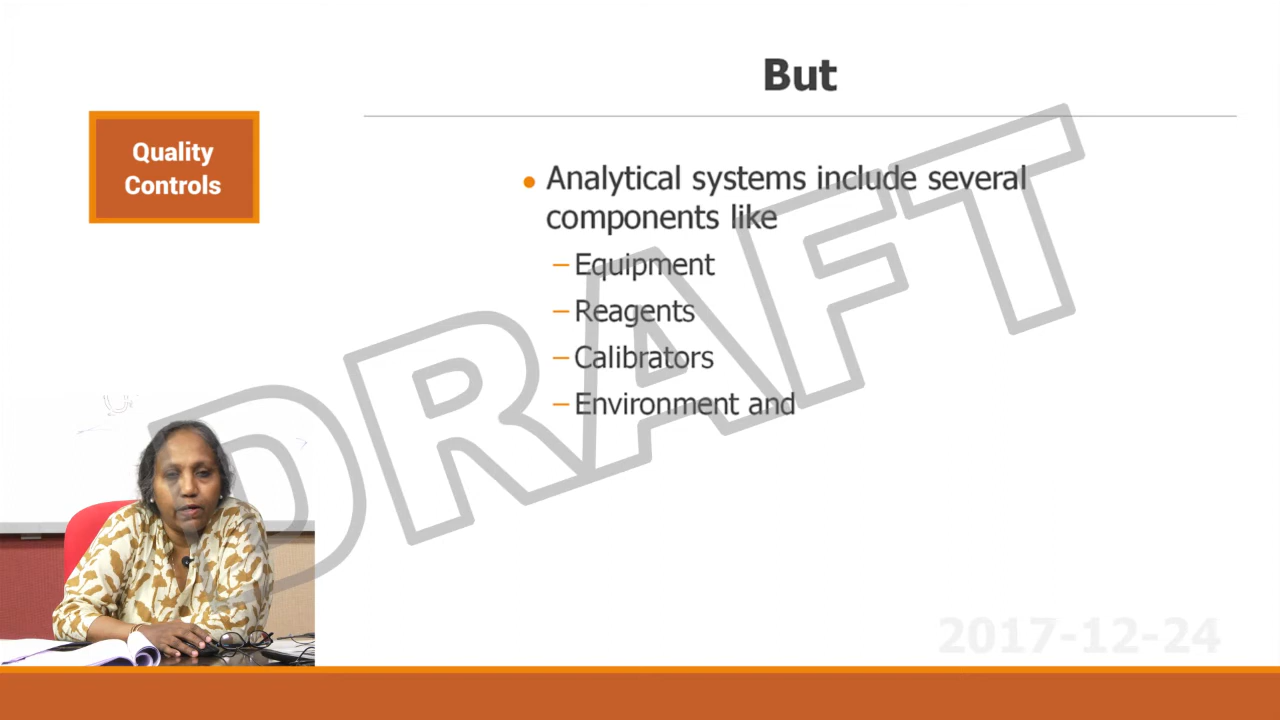 But
Quality
Controls
Analytical systems include several
components like
– Equipment
– Reagents
– Calibrators
– Environment and
DRAFT
2017-12-24